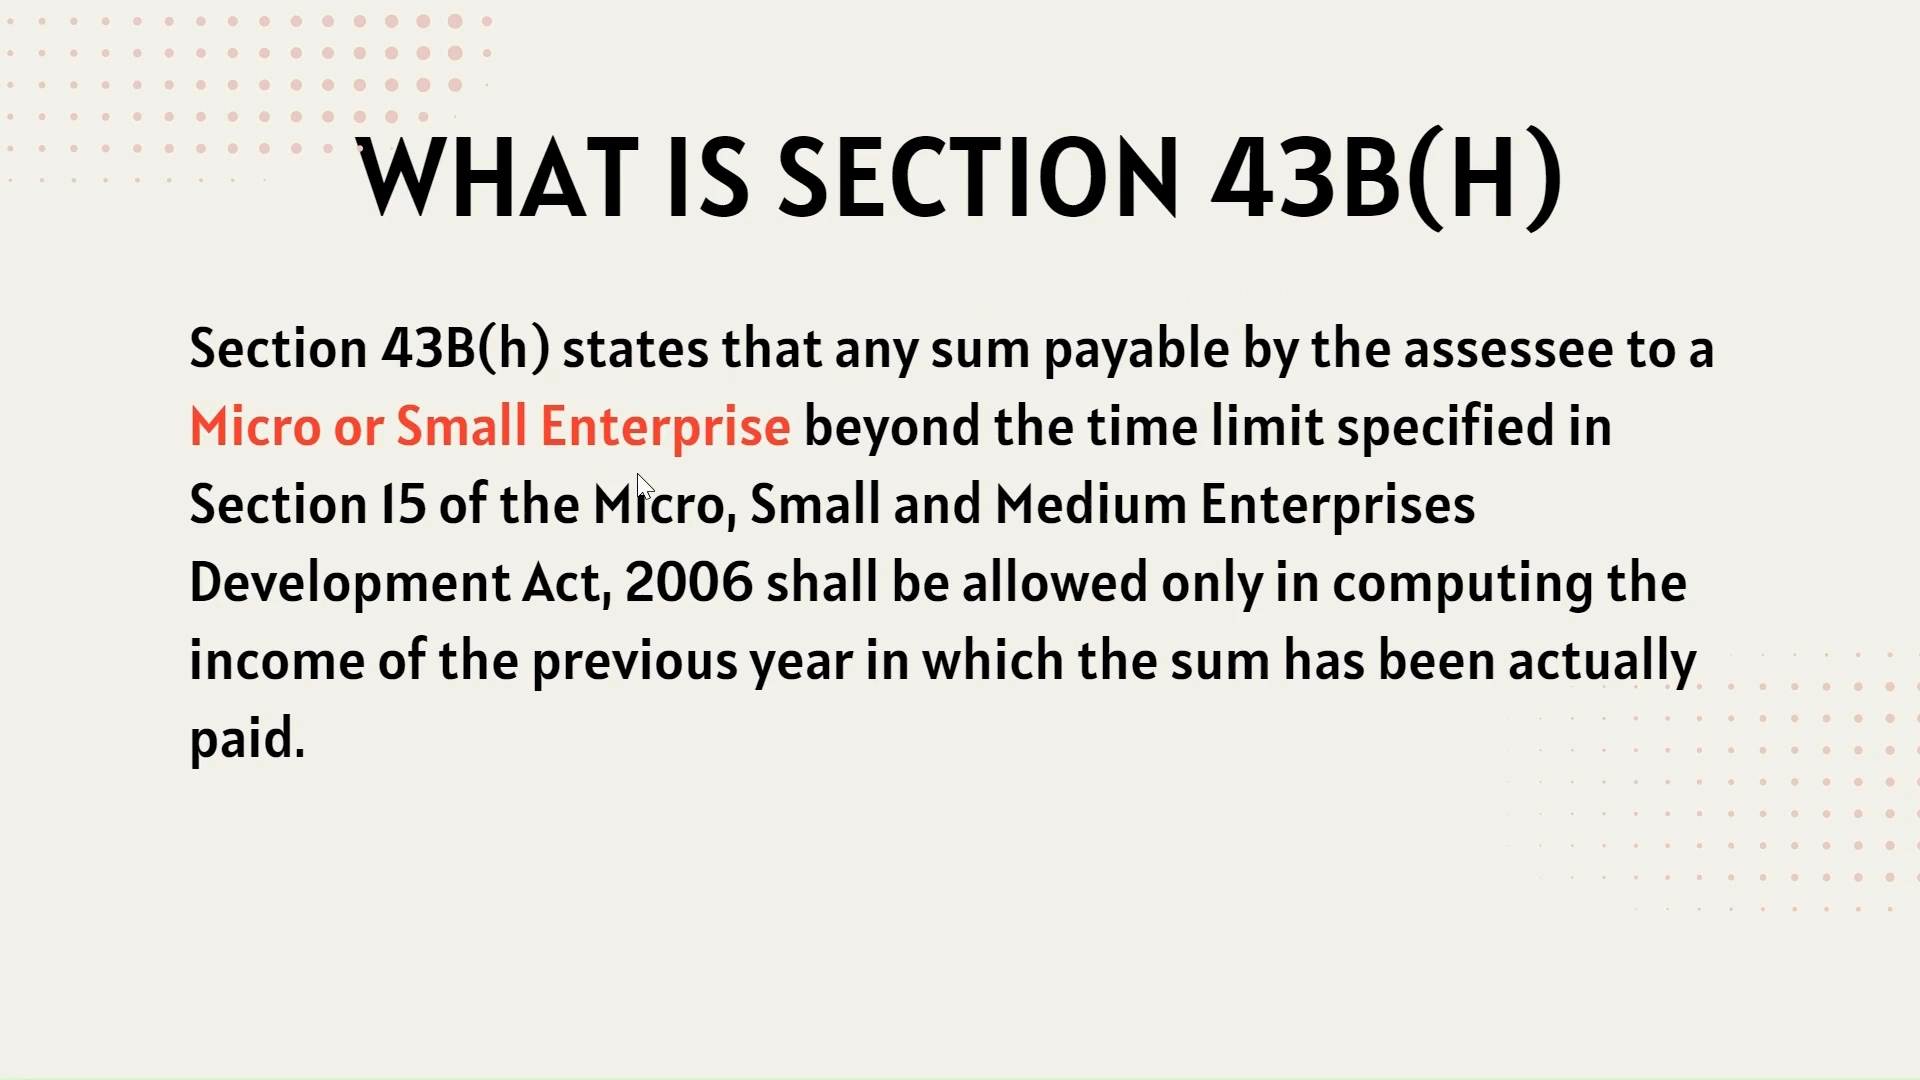 WHAT IS SECTION 43B(H)
Section 43B(h) states that any sum payable by the assessee to a
Micro or Small Enterprise beyond the time limit specified in
Section 15 of the Micro, Small and Medium Enterprises
Development Act, 2006 shall be allowed only in computing the
income of the previous year in which the sum has been actually
paid.